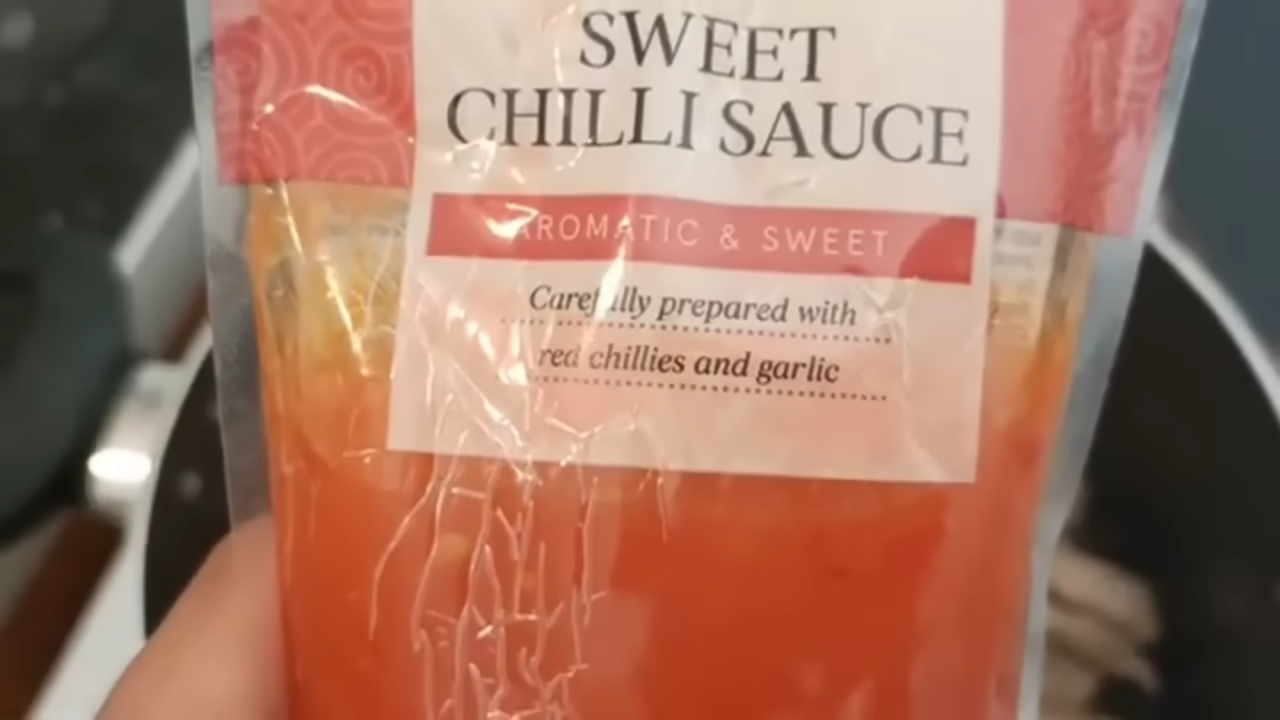 SWEET
CHILLI SAUCE
AROMATIC & SWEET
Carefully prepared with
red chillies and garlic